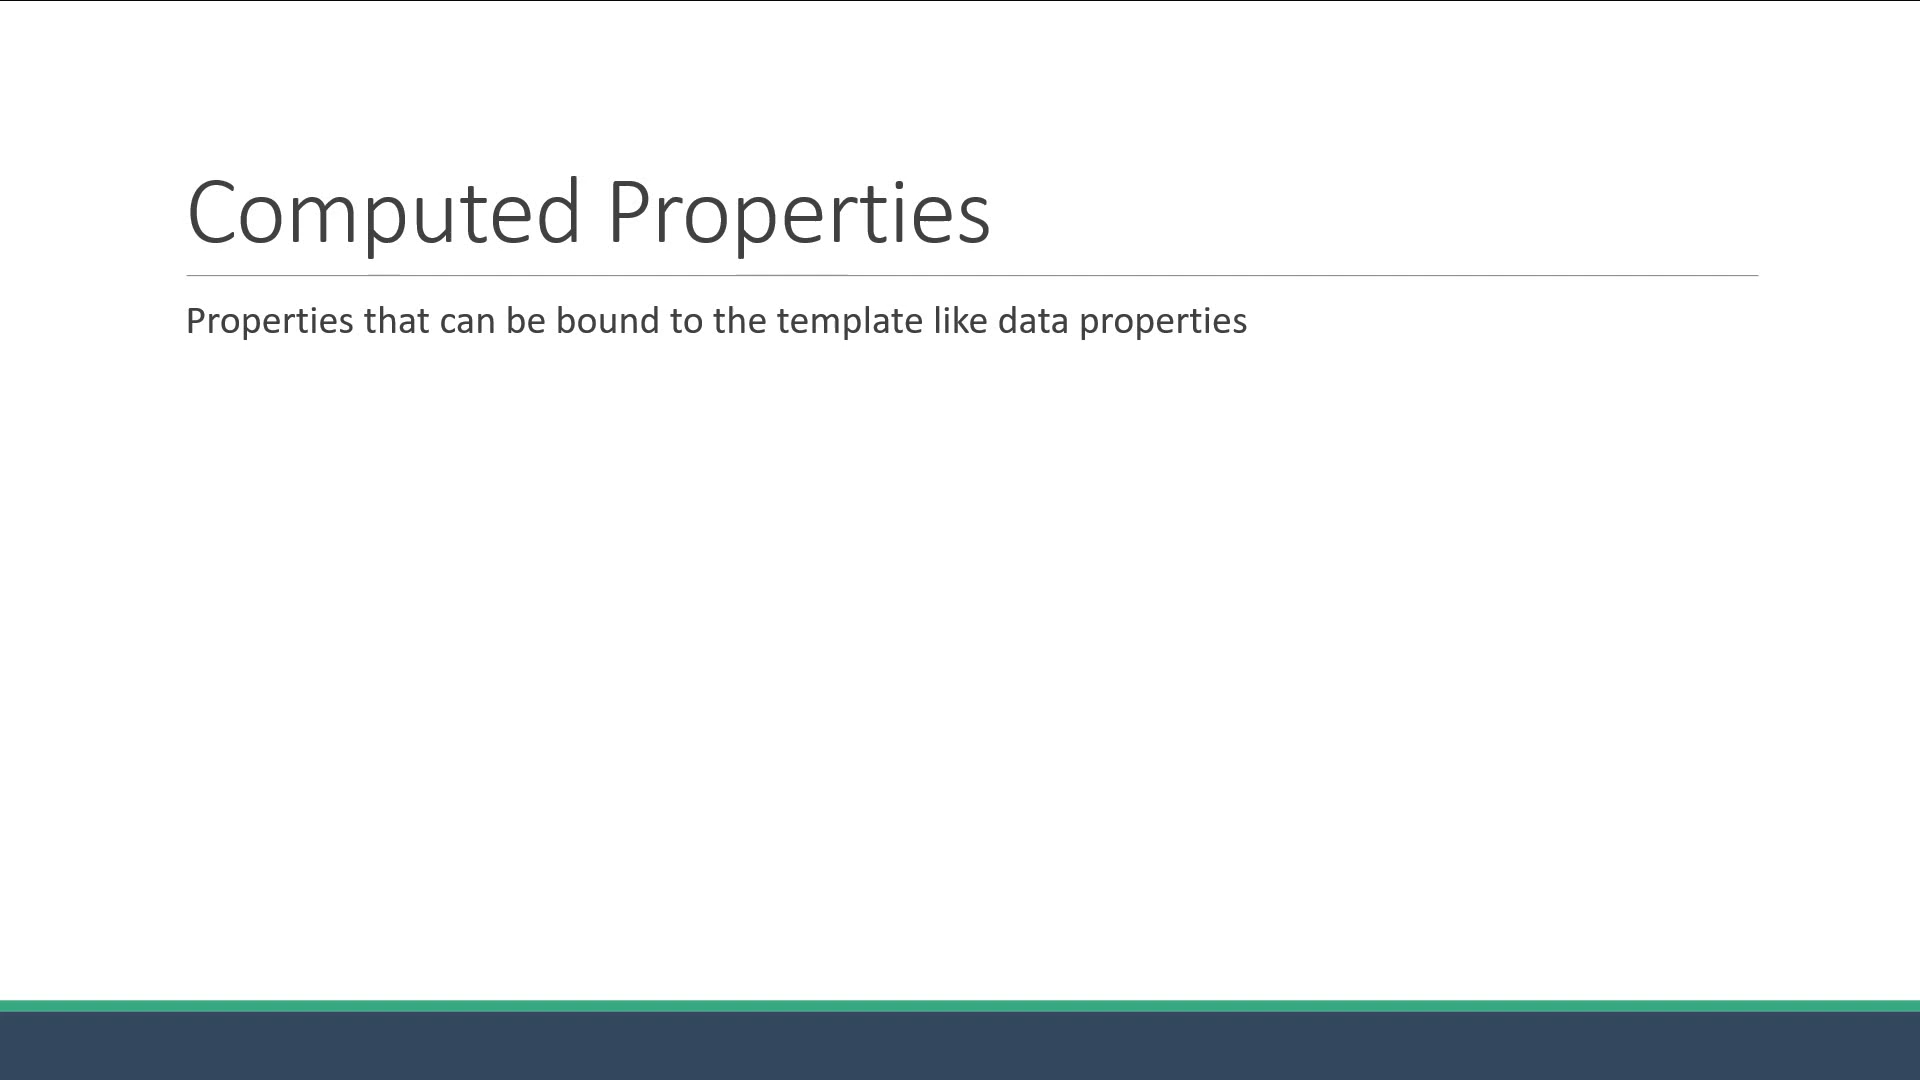 Computed Properties
Properties that can be bound to the template like data properties